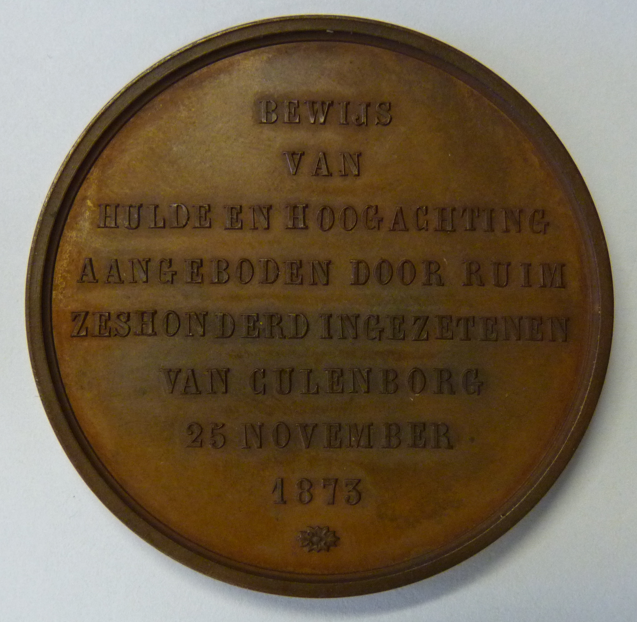 BEWIJS
VAN
HULDE EN HOOGACHTING
AANGEBODEN DOOR RUIM
ZESHONDERD INGEZETENEN
VAN CULENBORG
25 NOVEMBER
1873